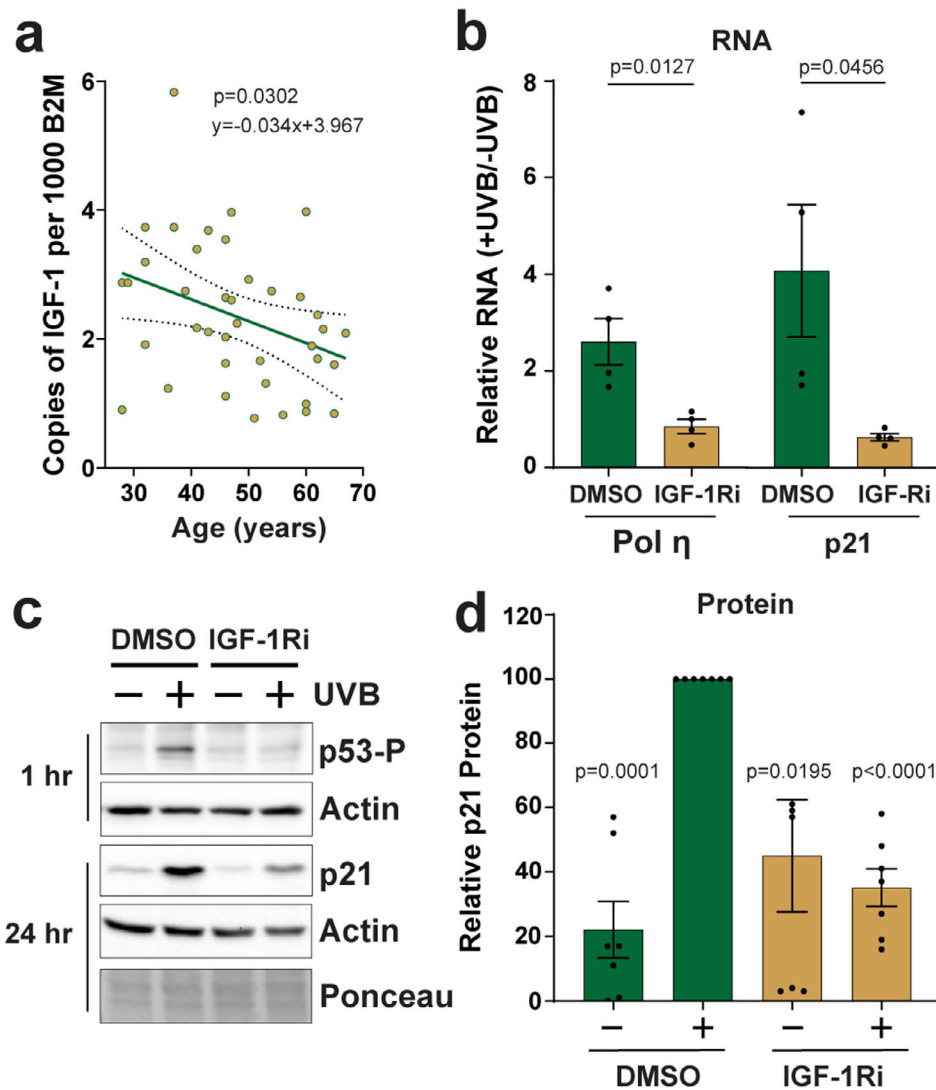 a
p=0.0302
y=-0.034x+3.967
Copies of IGF-1 per 1000 B2M
6
4
2
0
30 40 50 60 70
Age (years)
b
RNA
p=0.0127 p=0.0456
Relative RNA (+UVB/-UVB)
8
6
4
2
0
DMSO IGF-1Ri DMSO IGF-Ri
Pol η p21
c
DMSO IGF-1Ri
− + − + UVB
1 hr
p53-P
Actin
24 hr
p21
Actin
Ponceau
d
Protein
Relative p21 Protein
120
100
80
60
40
20
0
p=0.0001 p=0.0195 p<0.0001
− + − +
DMSO IGF-1Ri